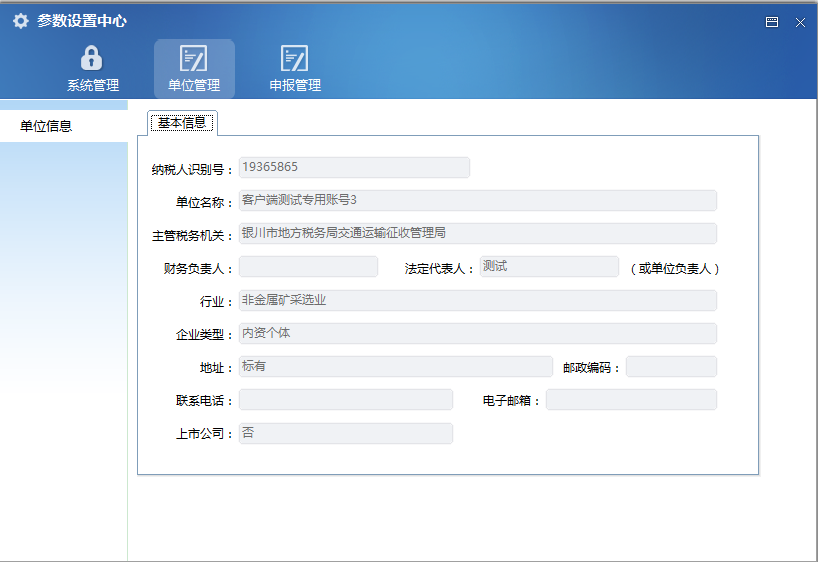 参数设置中心
系统管理 单位管理 申报管理
单位信息
基本信息
纳税人识别号： 19365865
单位名称： 客户端测试专用账号3
主管税务机关： 银川市地方税务局交通运输征收管理局
财务负责人： 法定代表人： 测试 （或单位负责人）
行业： 非金属矿采选业
企业类型： 内资个体
地址： 标有 邮政编码：
联系电话： 电子邮箱：
上市公司： 否